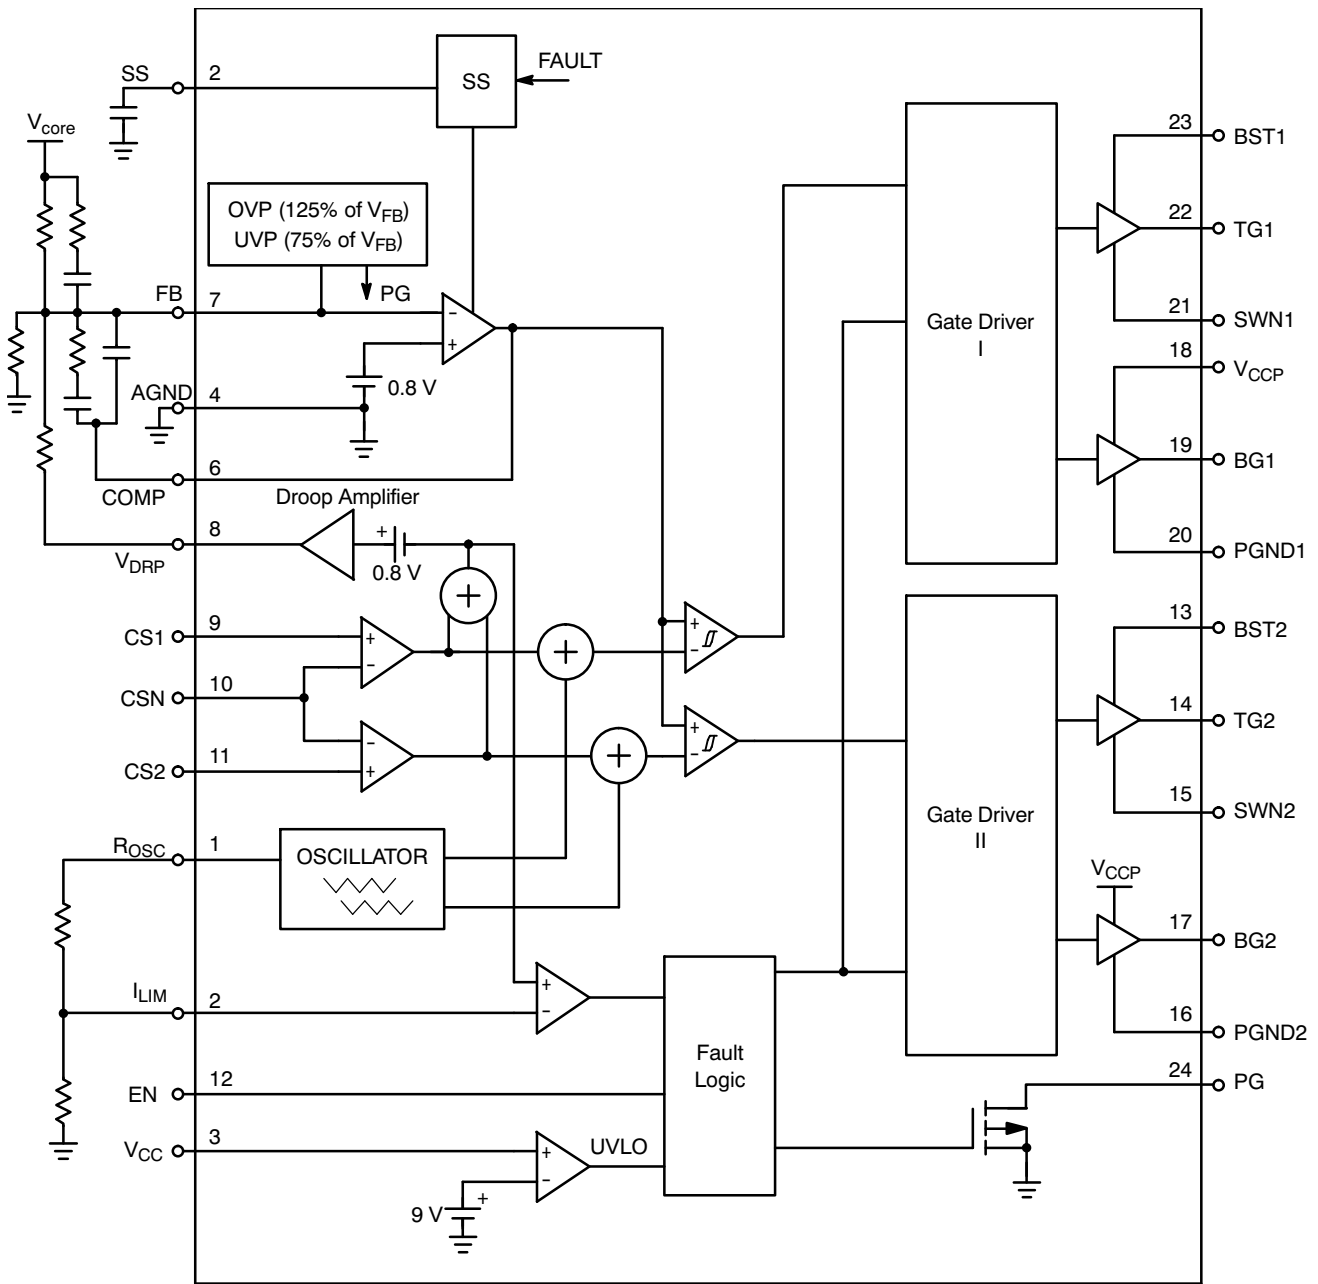 SS
2
SS
FAULT
V_core
OVP (125% of V_FB)
UVP (75% of V_FB)
PG
FB
7
-
+
0.8 V
AGND
4
6
COMP
Droop Amplifier
8
V_DRP
+
0.8 V
+
CS1
9
+
-
+
+
-
CSN
10
-
+
CS2
11
+
+
-
R_OSC
1
OSCILLATOR
I_LIM
2
+
-
EN
12
V_CC
3
+
-
UVLO
9 V
+
Fault
Logic
Gate Driver
I
Gate Driver
II
23
BST1
22
TG1
21
SWN1
18
V_CCP
19
BG1
20
PGND1
13
BST2
14
TG2
15
SWN2
V_CCP
17
BG2
16
PGND2
24
PG